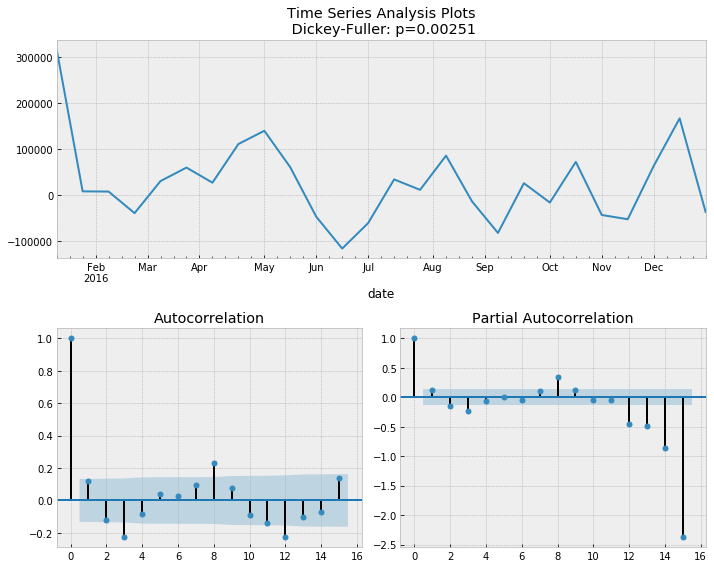 Time Series Analysis Plots
Dickey-Fuller: p=0.00251
300000
200000
100000
0
−100000
Feb Mar Apr May Jun Jul Aug Sep Oct Nov Dec
2016
date
Autocorrelation
1.0
0.8
0.6
0.4
0.2
0.0
−0.2
0 2 4 6 8 10 12 14 16
Partial Autocorrelation
1.0
0.5
0.0
−0.5
−1.0
−1.5
−2.0
−2.5
0 2 4 6 8 10 12 14 16